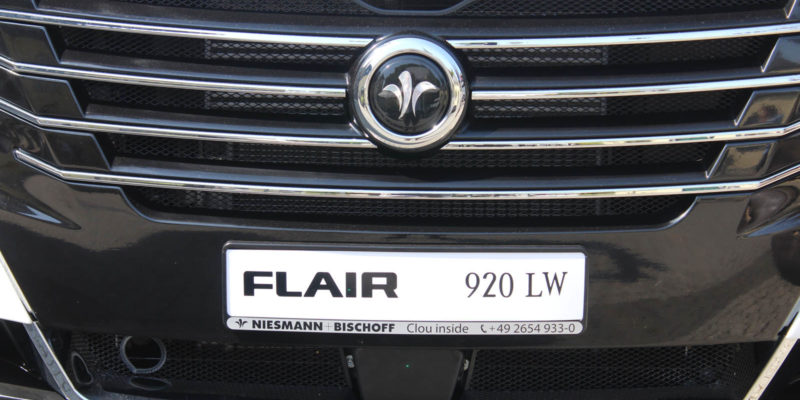 FLAIR 920 LW
NIESMANN+BISCHOFF Clou inside +49 2654 933-0